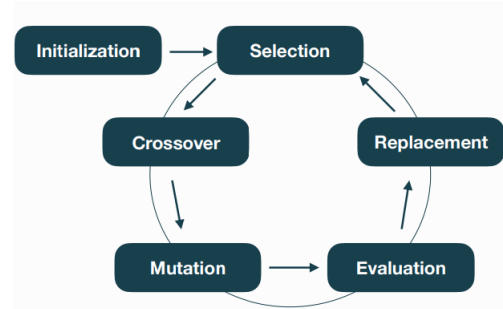 Initialization
Selection
Crossover
Replacement
Mutation
Evaluation